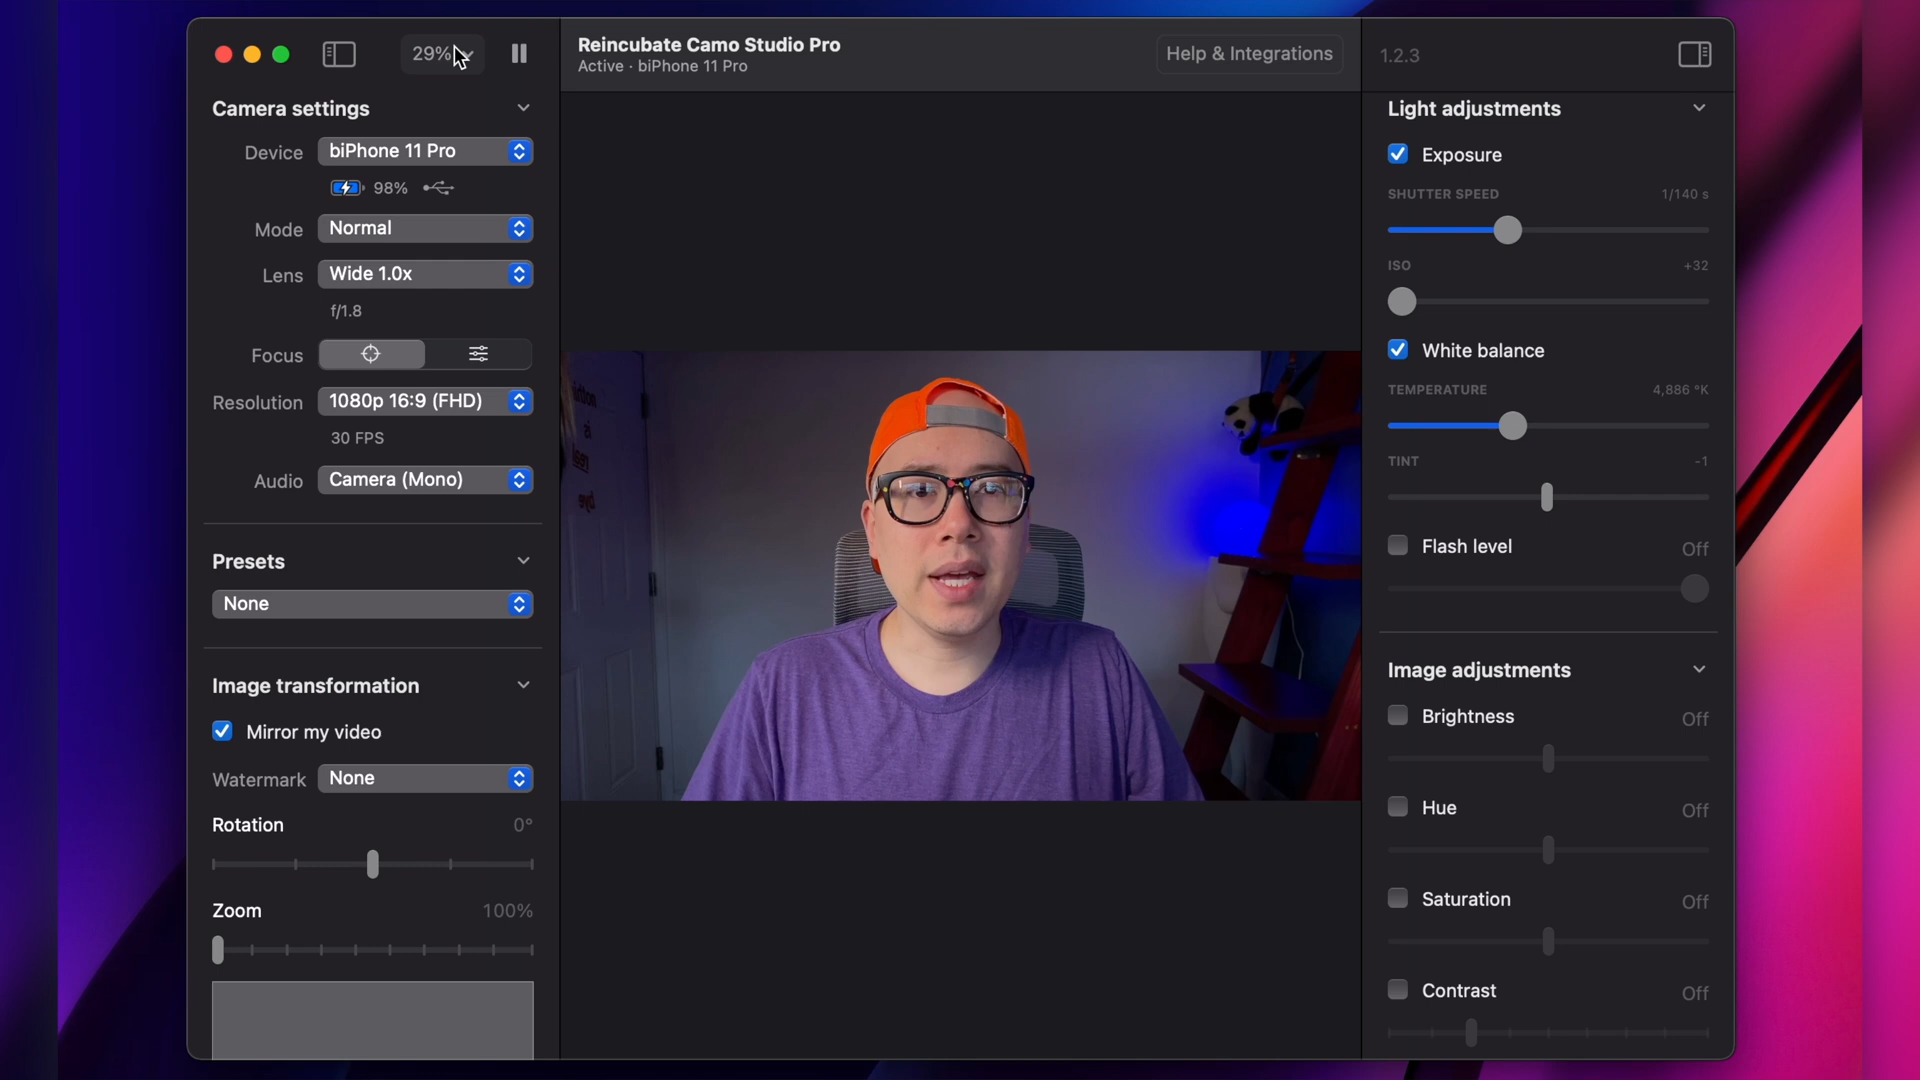 29%
Reincubate Camo Studio Pro
Active · biPhone 11 Pro
Help & Integrations
1.2.3
Camera settings
Device biPhone 11 Pro
98%
Mode Normal
Lens Wide 1.0x
f/1.8
Focus
Resolution 1080p 16:9 (FHD)
30 FPS
Audio Camera (Mono)
Presets
None
Image transformation
Mirror my video
Watermark None
Rotation 0°
Zoom 100%
is
real
bye
Light adjustments
Exposure
SHUTTER SPEED 1/140 s
ISO +32
White balance
TEMPERATURE 4,886 °K
TINT -1
Flash level Off
Image adjustments
Brightness Off
Hue Off
Saturation Off
Contrast Off